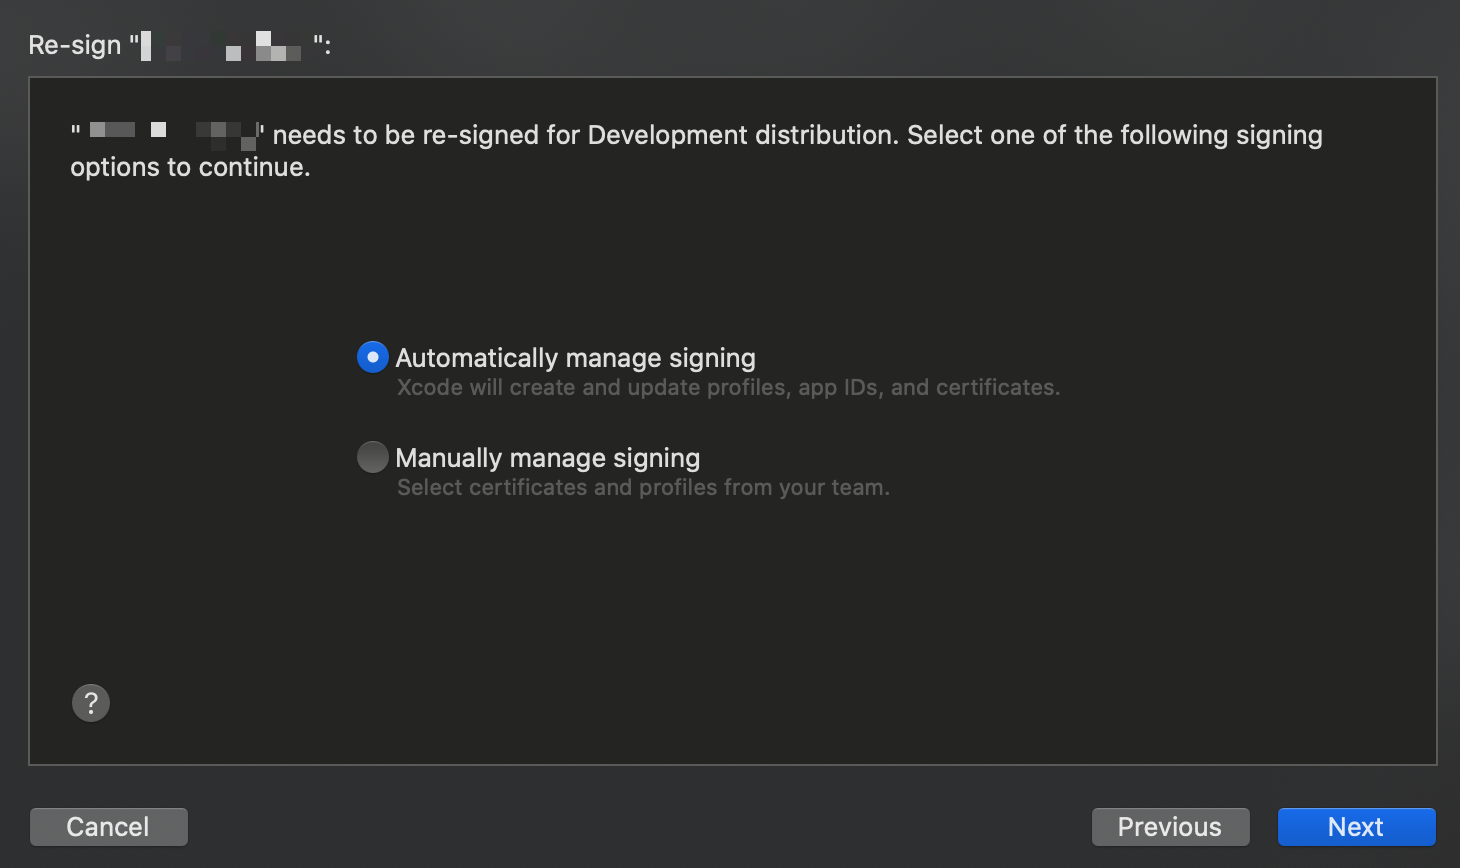 Re-sign " ":
" " needs to be re-signed for Development distribution. Select one of the following signing
options to continue.
Automatically manage signing
Xcode will create and update profiles, app IDs, and certificates.
Manually manage signing
Select certificates and profiles from your team.
?
Cancel
Previous
Next